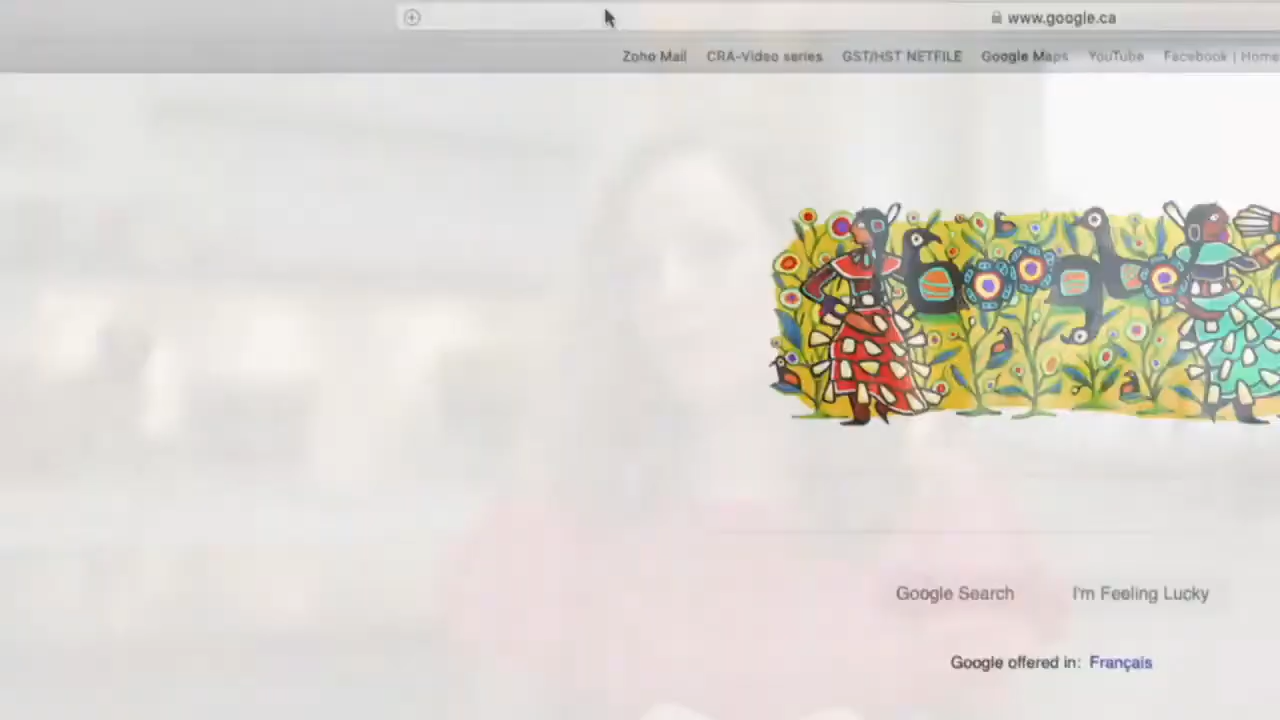 www.google.ca
Zoho Mail CRA-Video series GST/HST NETFILE Google Maps YouTube Facebook | Home
Google Search I'm Feeling Lucky
Google offered in: Français